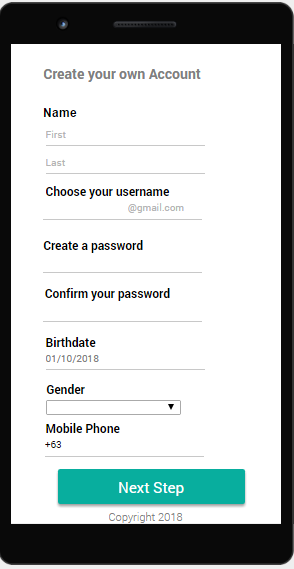 Create your own Account
Name
First
Last
Choose your username
@gmail.com
Create a password
Confirm your password
Birthdate
01/10/2018
Gender
Mobile Phone
+63
Next Step
Copyright 2018